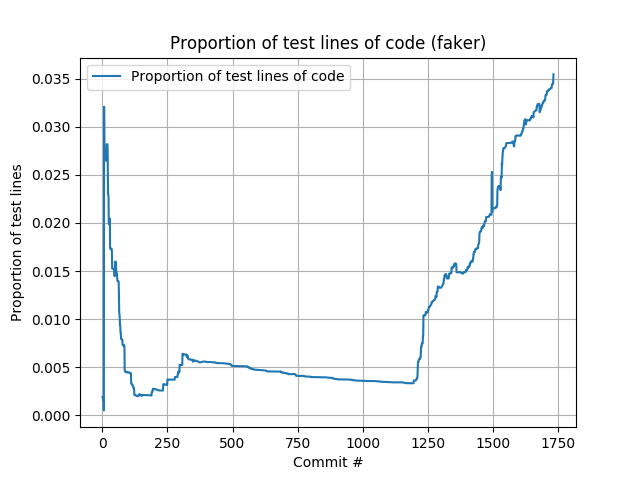 Proportion of test lines of code (faker)
Proportion of test lines of code
Proportion of test lines
0.035
0.030
0.025
0.020
0.015
0.010
0.005
0.000
0 250 500 750 1000 1250 1500 1750
Commit #